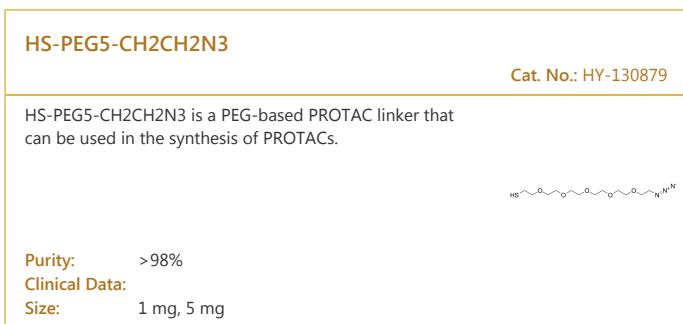 HS-PEG5-CH2CH2N3
Cat. No.: HY-130879
HS-PEG5-CH2CH2N3 is a PEG-based PROTAC linker that
can be used in the synthesis of PROTACs.
HS O O O O O N N⁺ N⁻
Purity: >98%
Clinical Data:
Size: 1 mg, 5 mg